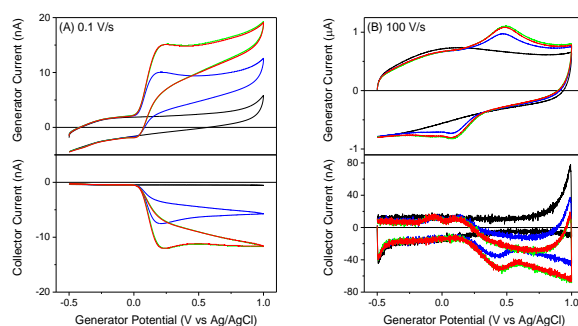 (A) 0.1 V/s
Generator Current (nA)
20
10
0
Collector Current (nA)
0
-10
-20
-0.5
0.0
0.5
1.0
Generator Potential (V vs Ag/AgCl)
(B) 100 V/s
Generator Current (µA)
1
0
-1
Collector Current (nA)
80
40
0
-40
-80
-0.5
0.0
0.5
1.0
Generator Potential (V vs Ag/AgCl)